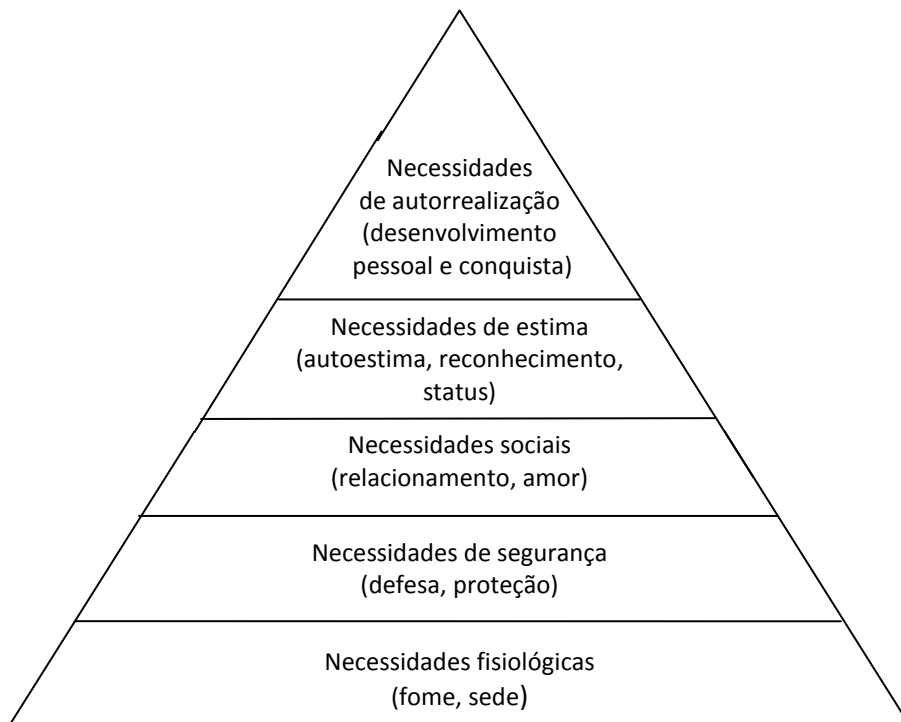 Necessidades
de autorrealização
(desenvolvimento
pessoal e conquista)
Necessidades de estima
(autoestima, reconhecimento,
status)
Necessidades sociais
(relacionamento, amor)
Necessidades de segurança
(defesa, proteção)
Necessidades fisiológicas
(fome, sede)